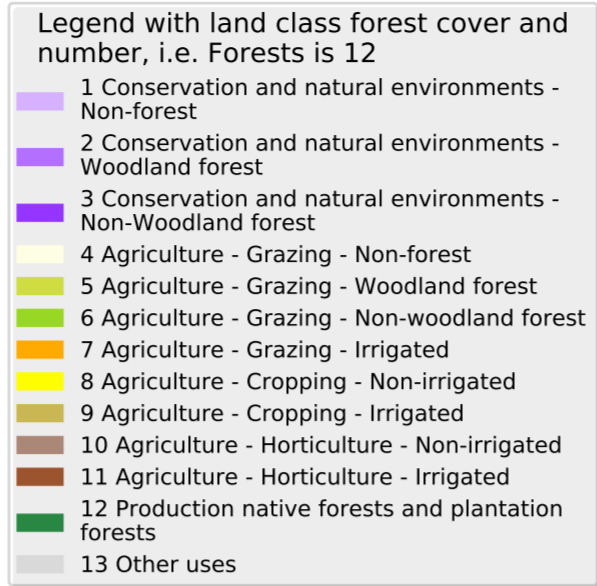 Legend with land class forest cover and
number, i.e. Forests is 12
1 Conservation and natural environments -
Non-forest
2 Conservation and natural environments -
Woodland forest
3 Conservation and natural environments -
Non-Woodland forest
4 Agriculture - Grazing - Non-forest
5 Agriculture - Grazing - Woodland forest
6 Agriculture - Grazing - Non-woodland forest
7 Agriculture - Grazing - Irrigated
8 Agriculture - Cropping - Non-irrigated
9 Agriculture - Cropping - Irrigated
10 Agriculture - Horticulture - Non-irrigated
11 Agriculture - Horticulture - Irrigated
12 Production native forests and plantation
forests
13 Other uses